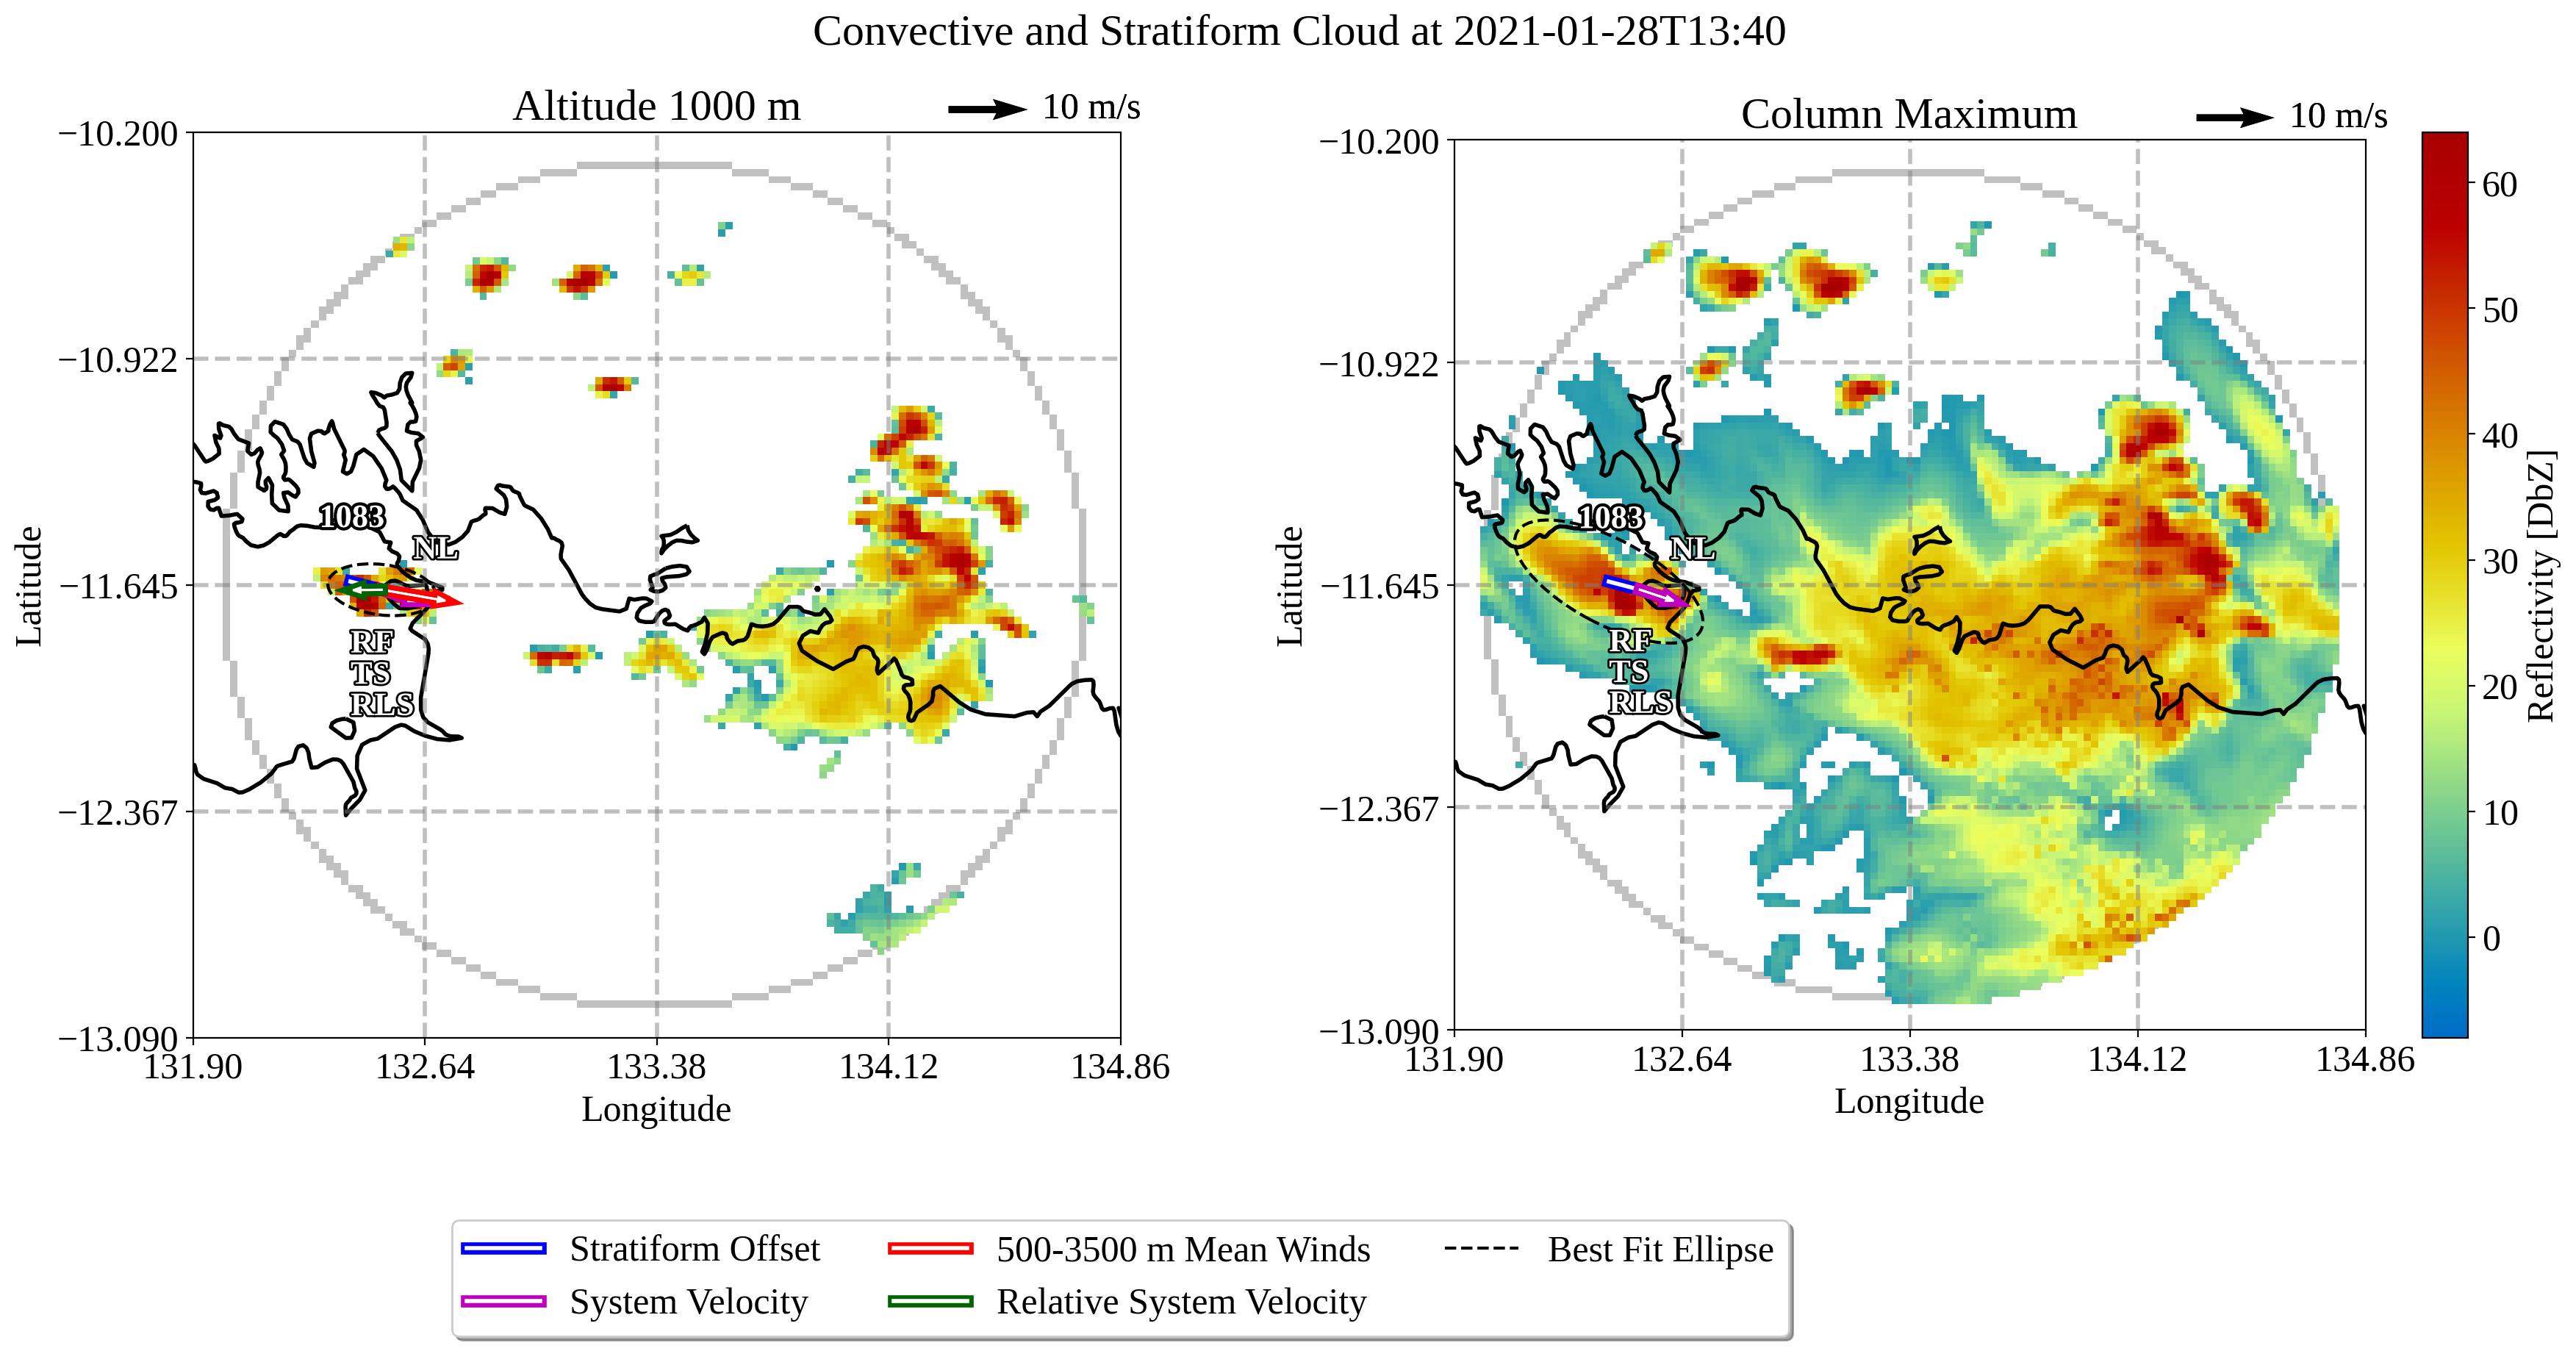 Convective and Stratiform Cloud at 2021-01-28T13:40
Altitude 1000 m
10 m/s
−10.200
−10.922
−11.645
−12.367
−13.090
131.90
132.64
133.38
134.12
134.86
Latitude
Longitude
1083
NL
RF
TS
RLS
Column Maximum
10 m/s
−10.200
−10.922
−11.645
−12.367
−13.090
131.90
132.64
133.38
134.12
134.86
Latitude
Longitude
1083
NL
RF
TS
RLS
60
50
40
30
20
10
0
Reflectivity [DbZ]
Stratiform Offset
System Velocity
500-3500 m Mean Winds
Relative System Velocity
Best Fit Ellipse